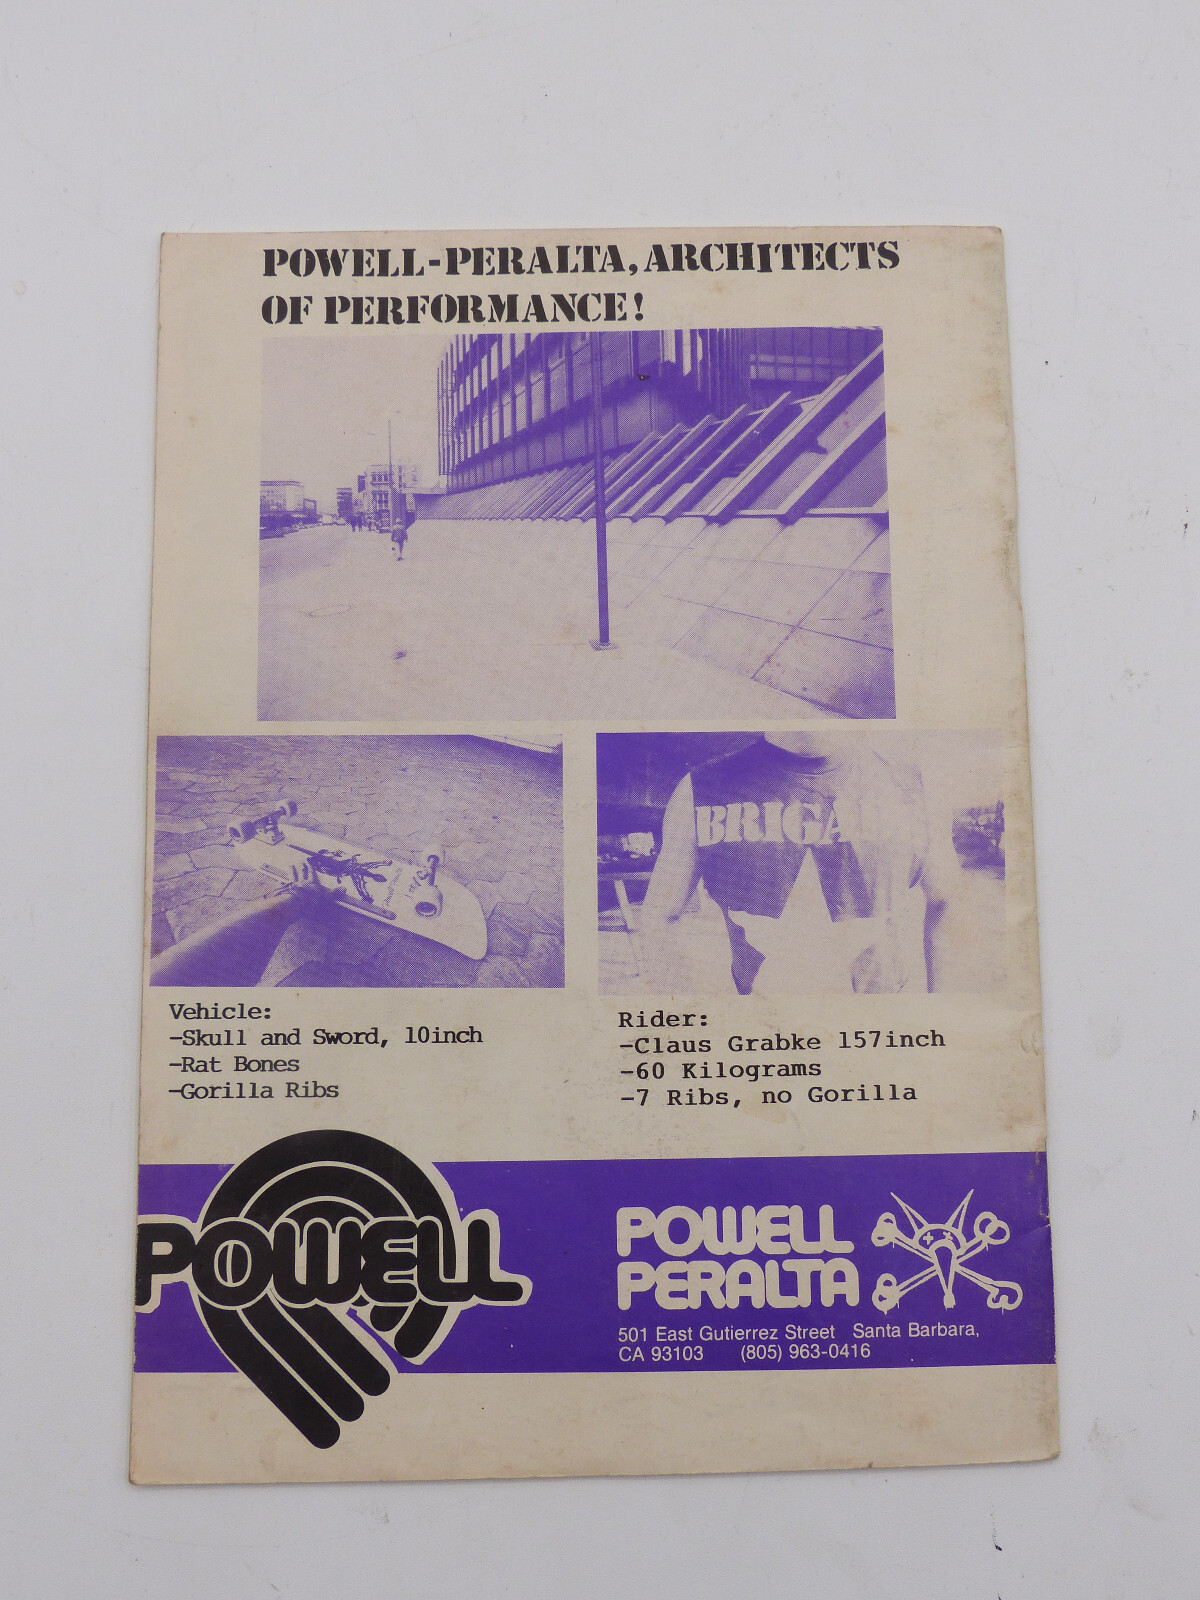 POWELL-PERALTA, ARCHITECTS
OF PERFORMANCE!
BRIGA
Vehicle:
-Skull and Sword, 10inch
-Rat Bones
-Gorilla Ribs
Rider:
-Claus Grabke 157inch
-60 Kilograms
-7 Ribs, no Gorilla
POWELL
POWELL
PERALTA
501 East Gutierrez Street Santa Barbara,
CA 93103 (805) 963-0416